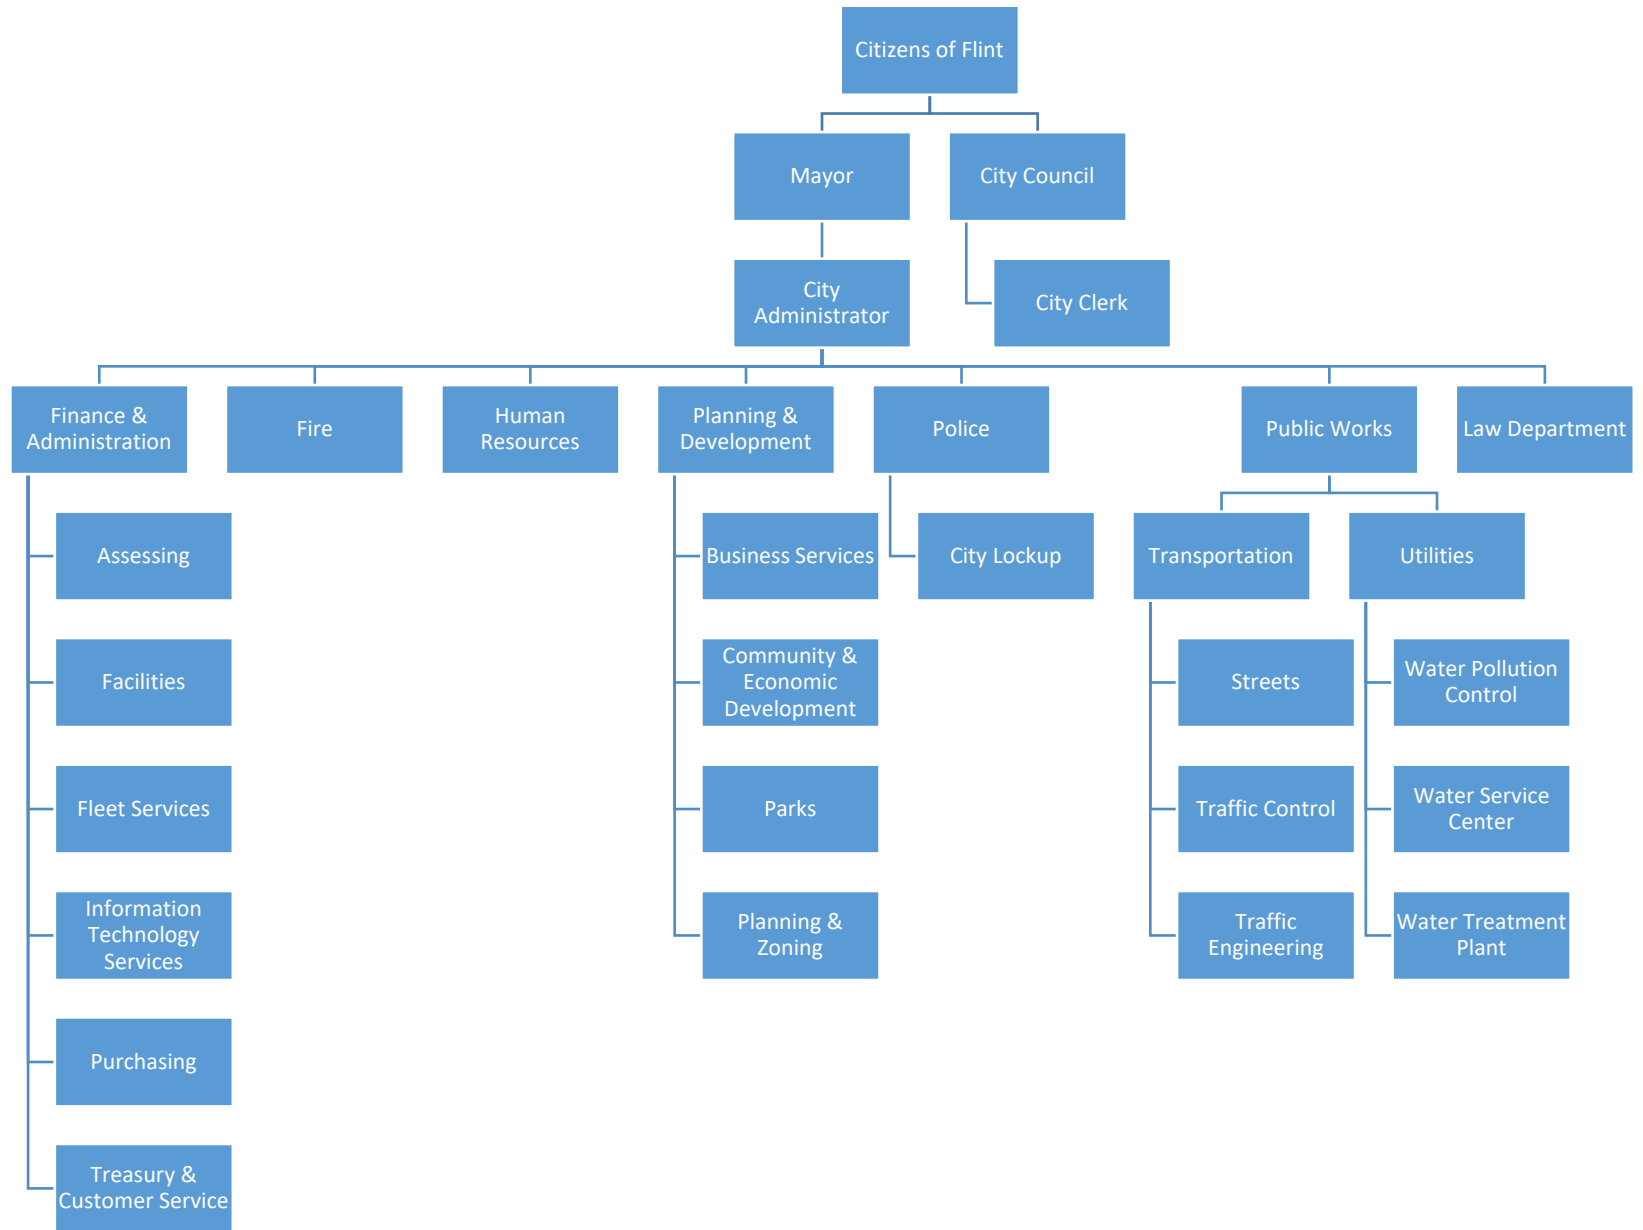 Citizens of Flint
Mayor
City Council
City
Administrator
City Clerk
Finance &
Administration
Fire
Human
Resources
Planning &
Development
Police
Public Works
Law Department
Assessing
Business Services
City Lockup
Transportation
Utilities
Facilities
Community &
Economic
Development
Streets
Water Pollution
Control
Fleet Services
Parks
Traffic Control
Water Service
Center
Information
Technology
Services
Planning &
Zoning
Traffic
Engineering
Water Treatment
Plant
Purchasing
Treasury &
Customer Service